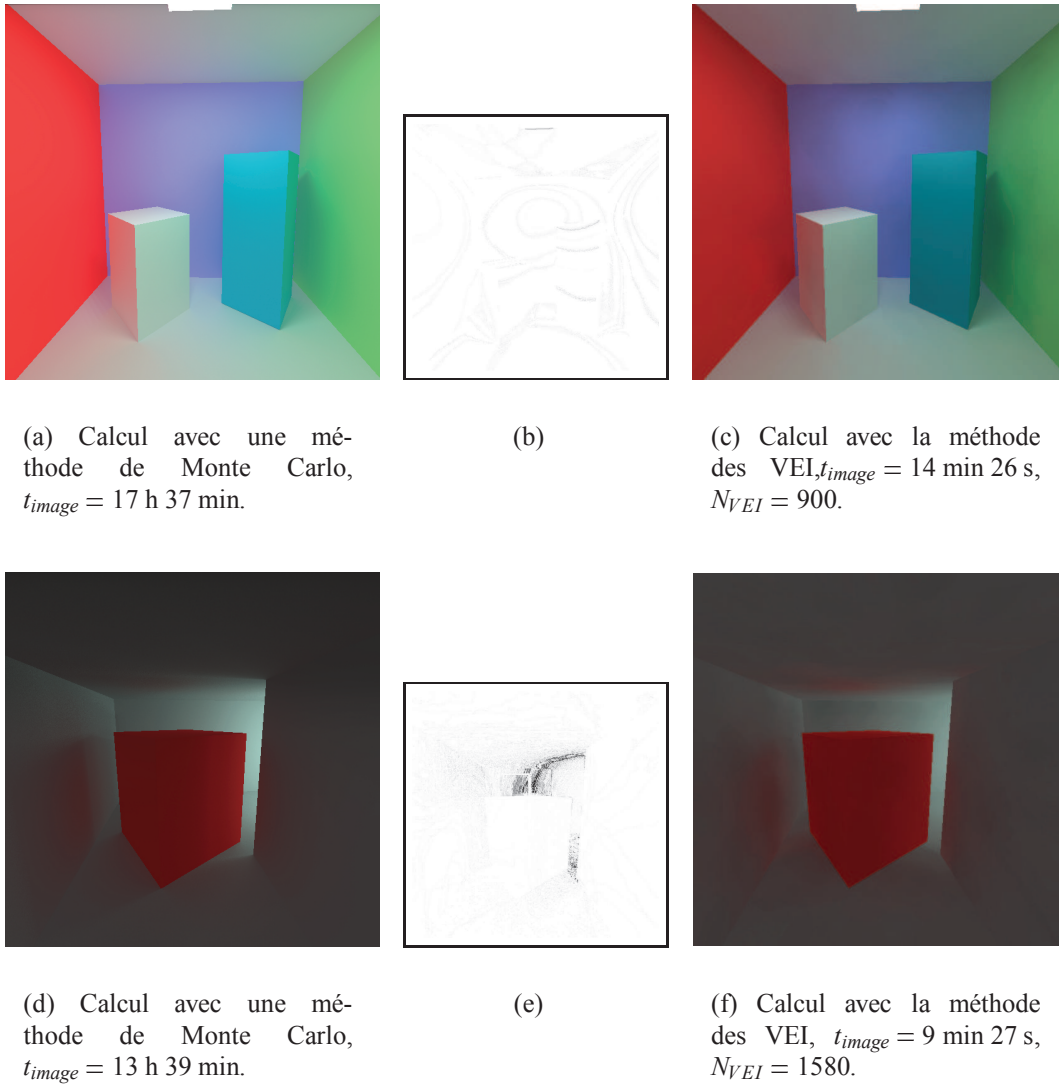 (a) Calcul avec une mé-
thode de Monte Carlo,
t_image = 17 h 37 min.
(b)
(c) Calcul avec la méthode
des VEI,t_image = 14 min 26 s,
N_VEI = 900.
(d) Calcul avec une mé-
thode de Monte Carlo,
t_image = 13 h 39 min.
(e)
(f) Calcul avec la méthode
des VEI, t_image = 9 min 27 s,
N_VEI = 1580.